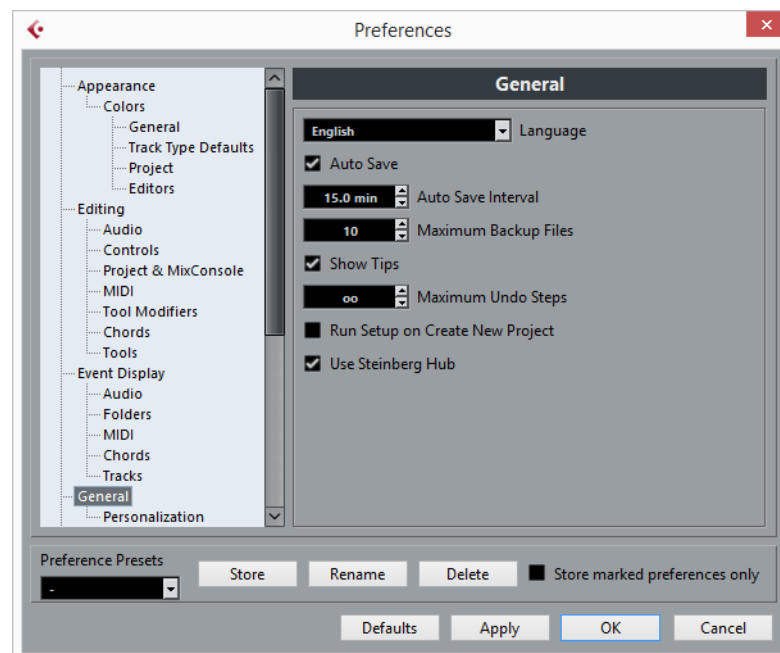 Preferences
Appearance
Colors
General
Track Type Defaults
Project
Editors
Editing
Audio
Controls
Project & MixConsole
MIDI
Tool Modifiers
Chords
Tools
Event Display
Audio
Folders
MIDI
Chords
Tracks
General
Personalization
General
English Language
Auto Save
15.0 min Auto Save Interval
10 Maximum Backup Files
Show Tips
oo Maximum Undo Steps
Run Setup on Create New Project
Use Steinberg Hub
Preference Presets
-
Store Rename Delete Store marked preferences only
Defaults Apply OK Cancel